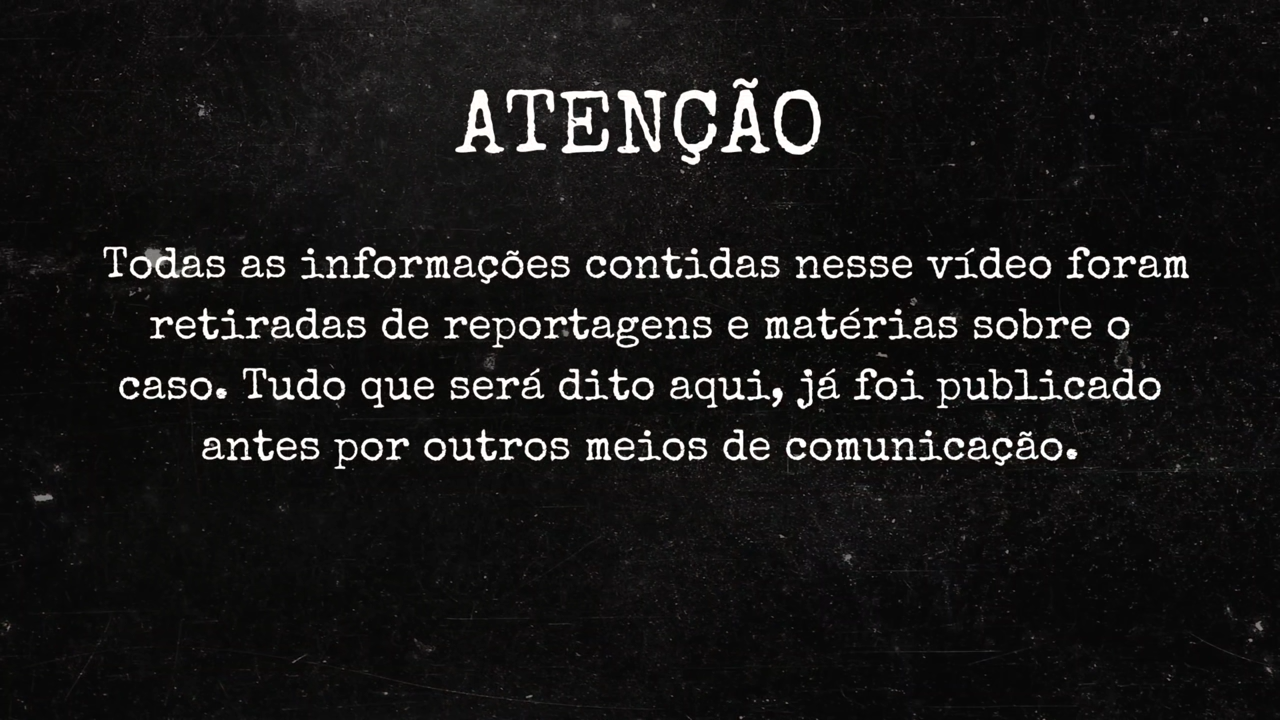 ATENÇÃO
Todas as informações contidas nesse vídeo foram
retiradas de reportagens e matérias sobre o
caso. Tudo que será dito aqui, já foi publicado
antes por outros meios de comunicação.